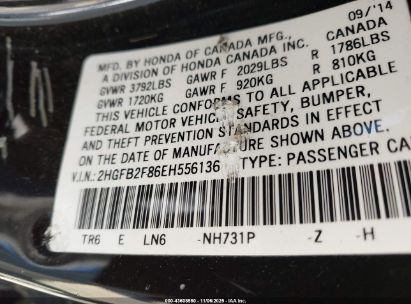 MFD. BY HONDA OF CANADA MFG., 09/'14
A DIVISION OF HONDA CANADA INC. CANADA
GVWR 3792LBS GAWR F 2029LBS R 1786LBS
GVWR 1720KG GAWR F 920KG R 810KG
THIS VEHICLE CONFORMS TO ALL APPLICABLE
FEDERAL MOTOR VEHICLE SAFETY, BUMPER,
AND THEFT PREVENTION STANDARDS IN EFFECT
ON THE DATE OF MANUFACTURE SHOWN ABOVE.
V.I.N.: 2HGFB2F86EH556136 TYPE: PASSENGER CA
TR6 E LN6 -NH731P -Z -H